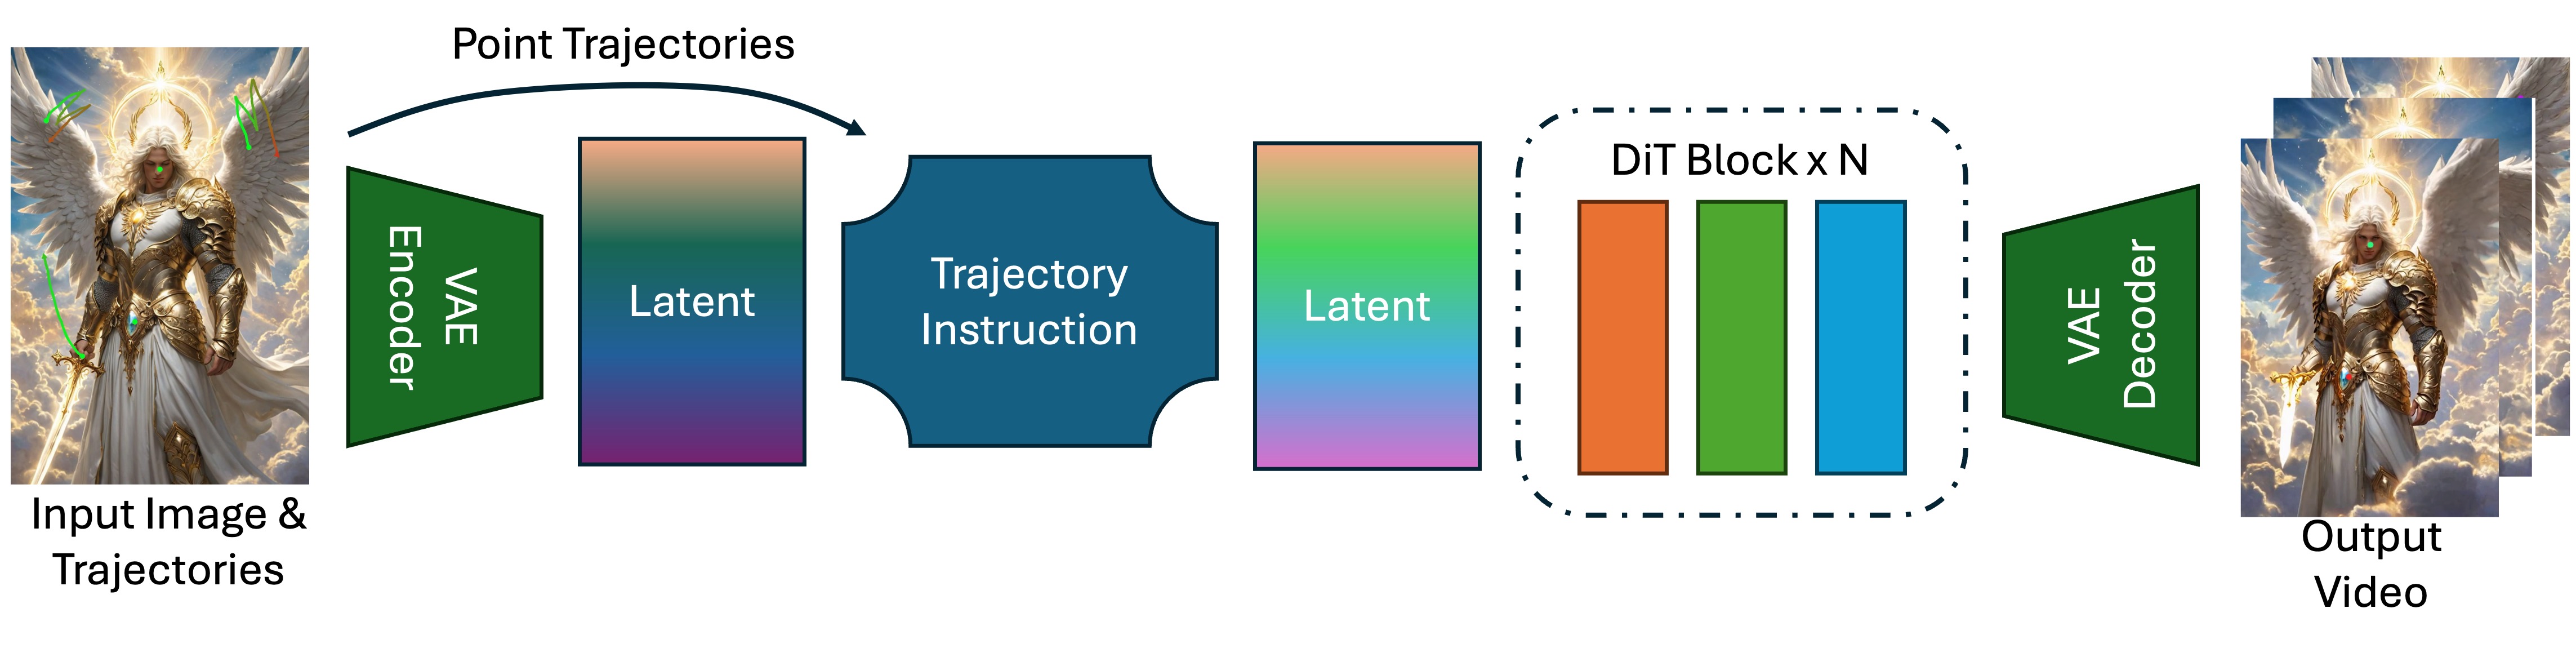 Point Trajectories
Input Image &
Trajectories
VAE
Encoder
Latent
Trajectory
Instruction
Latent
DiT Block x N
VAE
Decoder
Output
Video